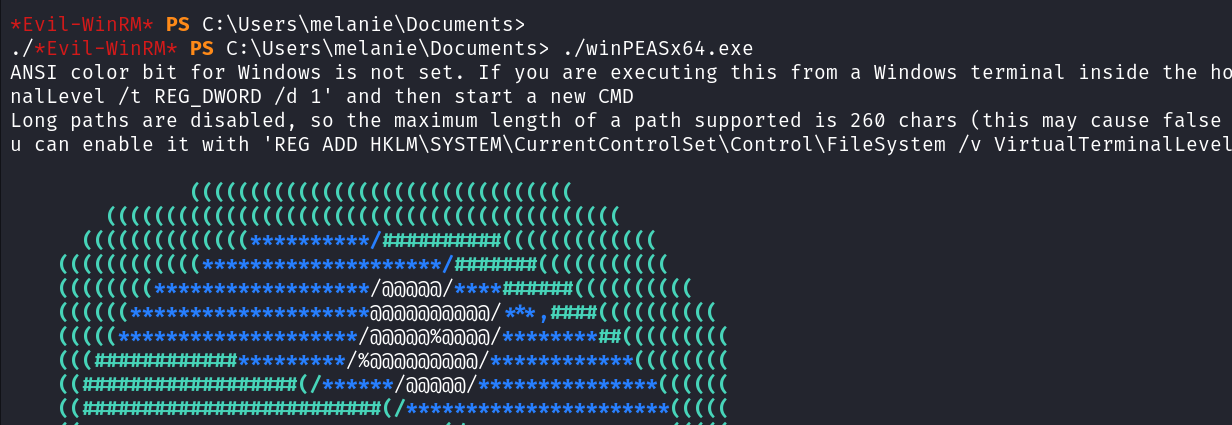 *Evil-WinRM* PS C:\Users\melanie\Documents>
./*Evil-WinRM* PS C:\Users\melanie\Documents> ./winPEASx64.exe
ANSI color bit for Windows is not set. If you are executing this from a Windows terminal inside the ho
nalLevel /t REG_DWORD /d 1' and then start a new CMD
Long paths are disabled, so the maximum length of a path supported is 260 chars (this may cause false
u can enable it with 'REG ADD HKLM\SYSTEM\CurrentControlSet\Control\FileSystem /v VirtualTerminalLevel